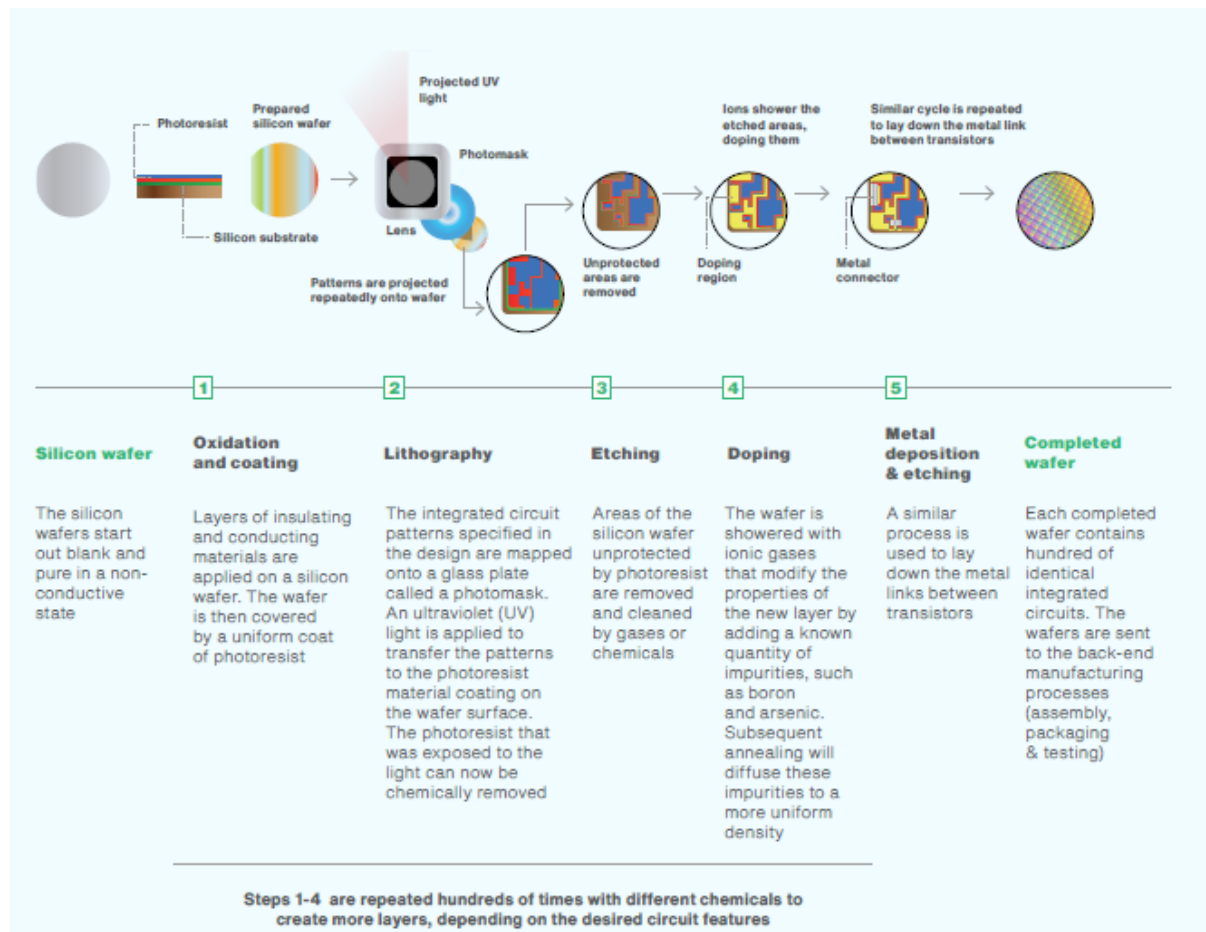 Projected UV
light
Prepared
silicon wafer
Photoresist
Ions shower the
etched areas,
doping them
Similar cycle is repeated
to lay down the metal link
between transistors
Photomask
Silicon substrate
Lens
Patterns are projected
repeatedly onto wafer
Unprotected
areas are
removed
Doping
region
Metal
connector
1
2
3
4
5
Silicon wafer
The silicon
wafers start
out blank and
pure in a non-
conductive
state
Oxidation
and coating
Layers of insulating
and conducting
materials are
applied on a silicon
wafer. The wafer
is then covered
by a uniform coat
of photoresist
Lithography
The integrated circuit
patterns specified in
the design are mapped
onto a glass plate
called a photomask.
An ultraviolet (UV)
light is applied to
transfer the patterns
to the photoresist
material coating on
the wafer surface.
The photoresist that
was exposed to the
light can now be
chemically removed
Etching
Areas of the
silicon wafer
unprotected
by photoresist
are removed
and cleaned
by gases or
chemicals
Doping
The wafer is
showered with
ionic gases
that modify the
properties of
the new layer by
adding a known
quantity of
impurities, such
as boron
and arsenic.
Subsequent
annealing will
diffuse these
impurities to a
more uniform
density
Metal
deposition
& etching
A similar
process is
used to lay
down the metal
links between
transistors
Completed
wafer
Each completed
wafer contains
hundred of
identical
integrated
circuits. The
wafers are sent
to the back-end
manufacturing
processes
(assembly,
packaging
& testing)
Steps 1-4 are repeated hundreds of times with different chemicals to
create more layers, depending on the desired circuit features